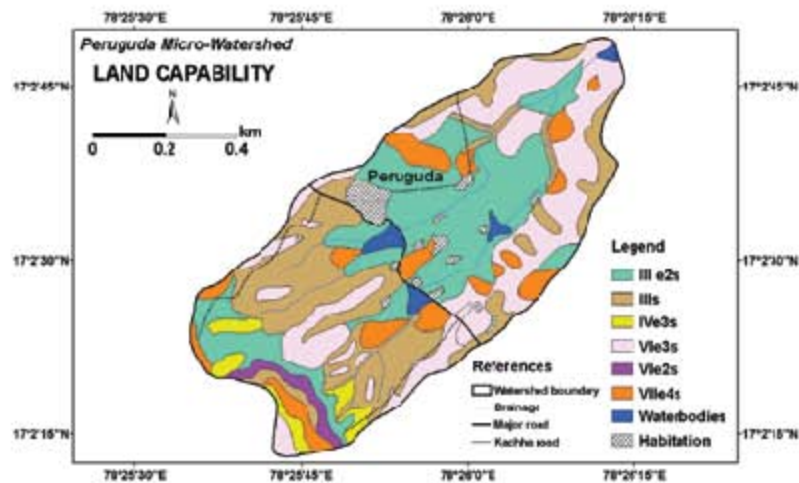 78°25'30"E 78°25'45"E 78°26'0"E 78°26'15"E
Peruguda Micro-Watershed
LAND CAPABILITY
17°2'45"N 17°2'45"N
N
km
0 0.2 0.4
Peruguda
17°2'30"N 17°2'30"N
Legend
III e2s
IIIs
IVe3s
VIe3s
VIe2s
VIIe4s
Waterbodies
Habitation
References
Watershed boundary
Drainage
Major road
Kachha road
17°2'15"N 17°2'15"N
78°25'30"E 78°25'45"E 78°26'0"E 78°26'15"E